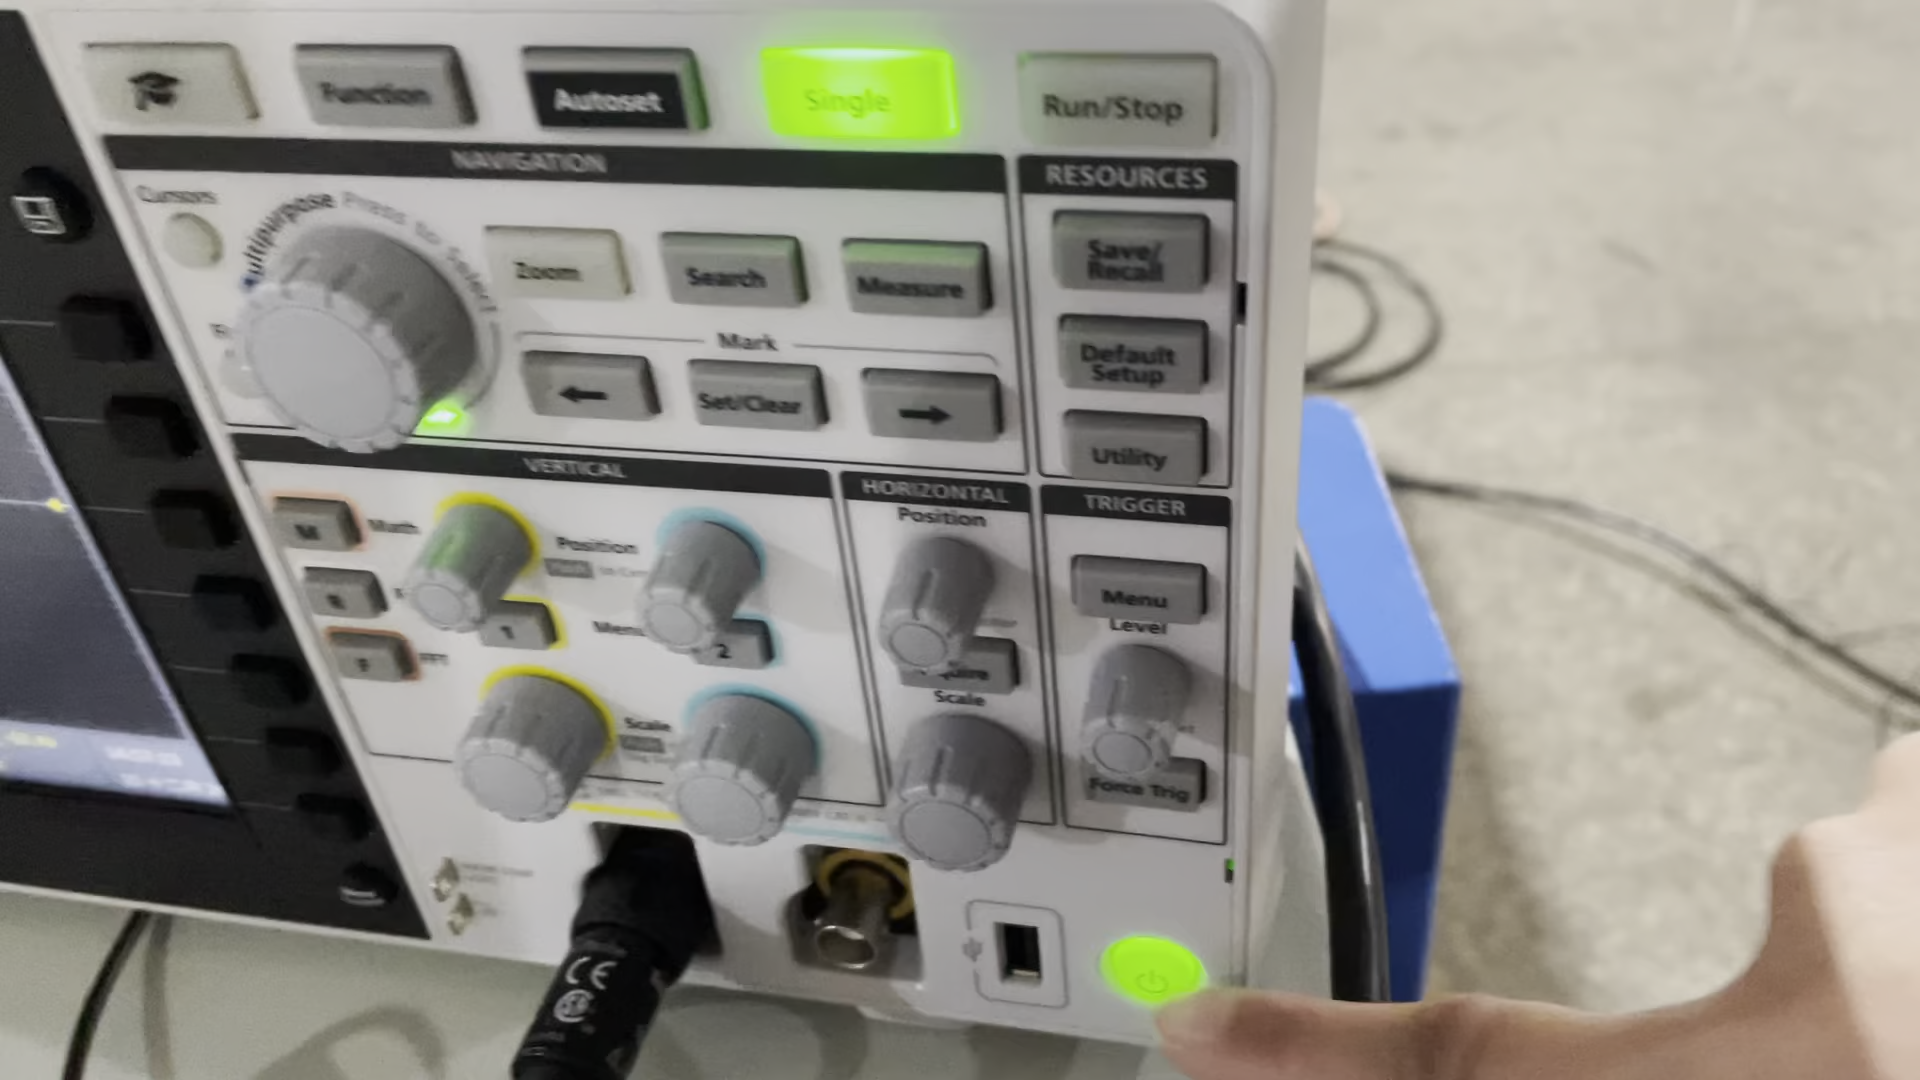 Function
Autoset
Single
Run/Stop
NAVIGATION
RESOURCES
Cursors
Multipurpose Press to Select
Zoom
Search
Measure
Save/
Recall
Mark
Default
Setup
Set/Clear
Utility
VERTICAL
HORIZONTAL
TRIGGER
M
Math
Position
Position
R
Menu
Level
1
Menu
2
F
FFT
Scale
Scale
Force Trig
CE